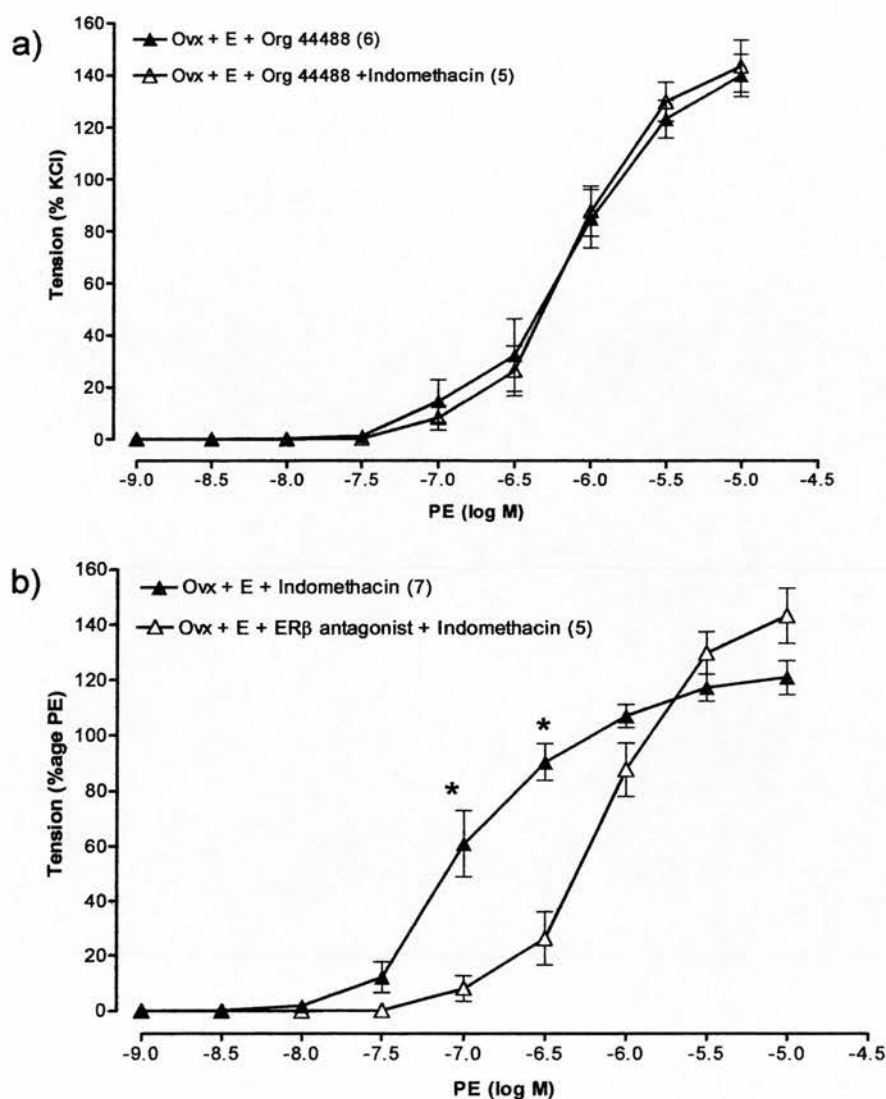 a)
Ovx + E + Org 44488 (6)
Ovx + E + Org 44488 +Indomethacin (5)
Tension (% KCl)
160
140
120
100
80
60
40
20
0
-9.0 -8.5 -8.0 -7.5 -7.0 -6.5 -6.0 -5.5 -5.0 -4.5
PE (log M)
b)
Ovx + E + Indomethacin (7)
Ovx + E + ERβ antagonist + Indomethacin (5)
Tension (%age PE)
160
140
120
100
80
60
40
20
0
* *
-9.0 -8.5 -8.0 -7.5 -7.0 -6.5 -6.0 -5.5 -5.0 -4.5
PE (log M)